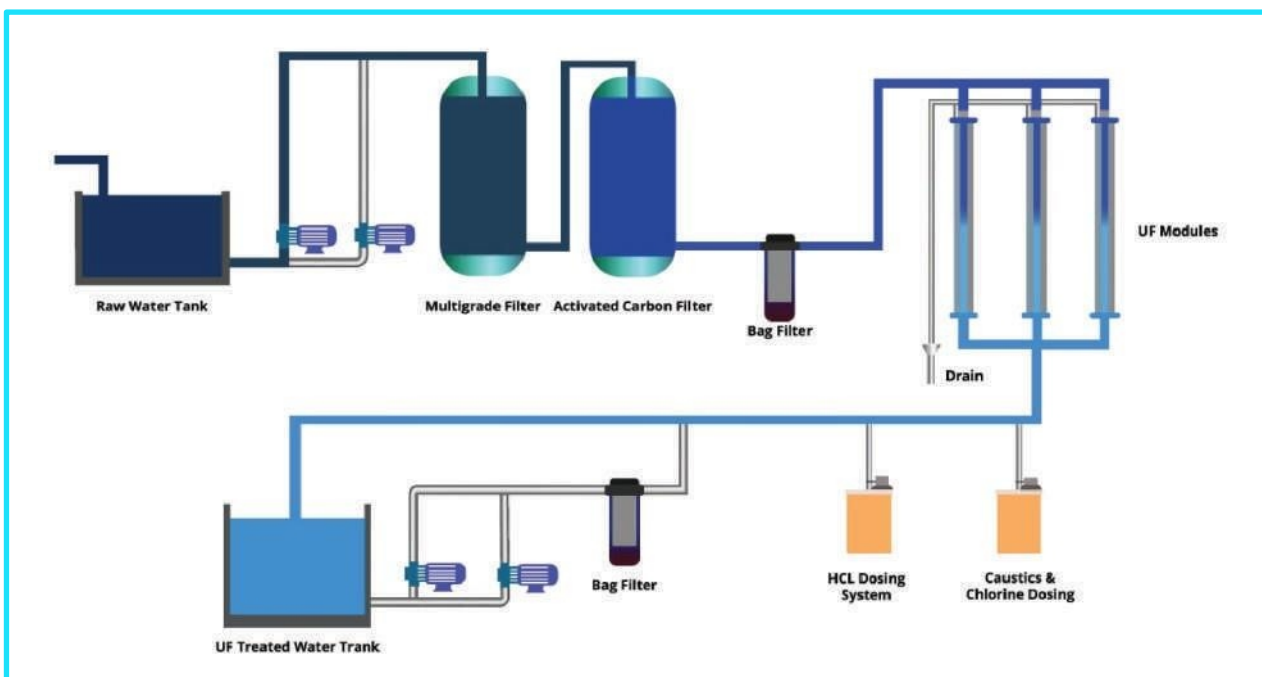 Raw Water Tank
Multigrade Filter
Activated Carbon Filter
Bag Filter
UF Modules
Drain
UF Treated Water Trank
Bag Filter
HCL Dosing
System
Caustics &
Chlorine Dosing